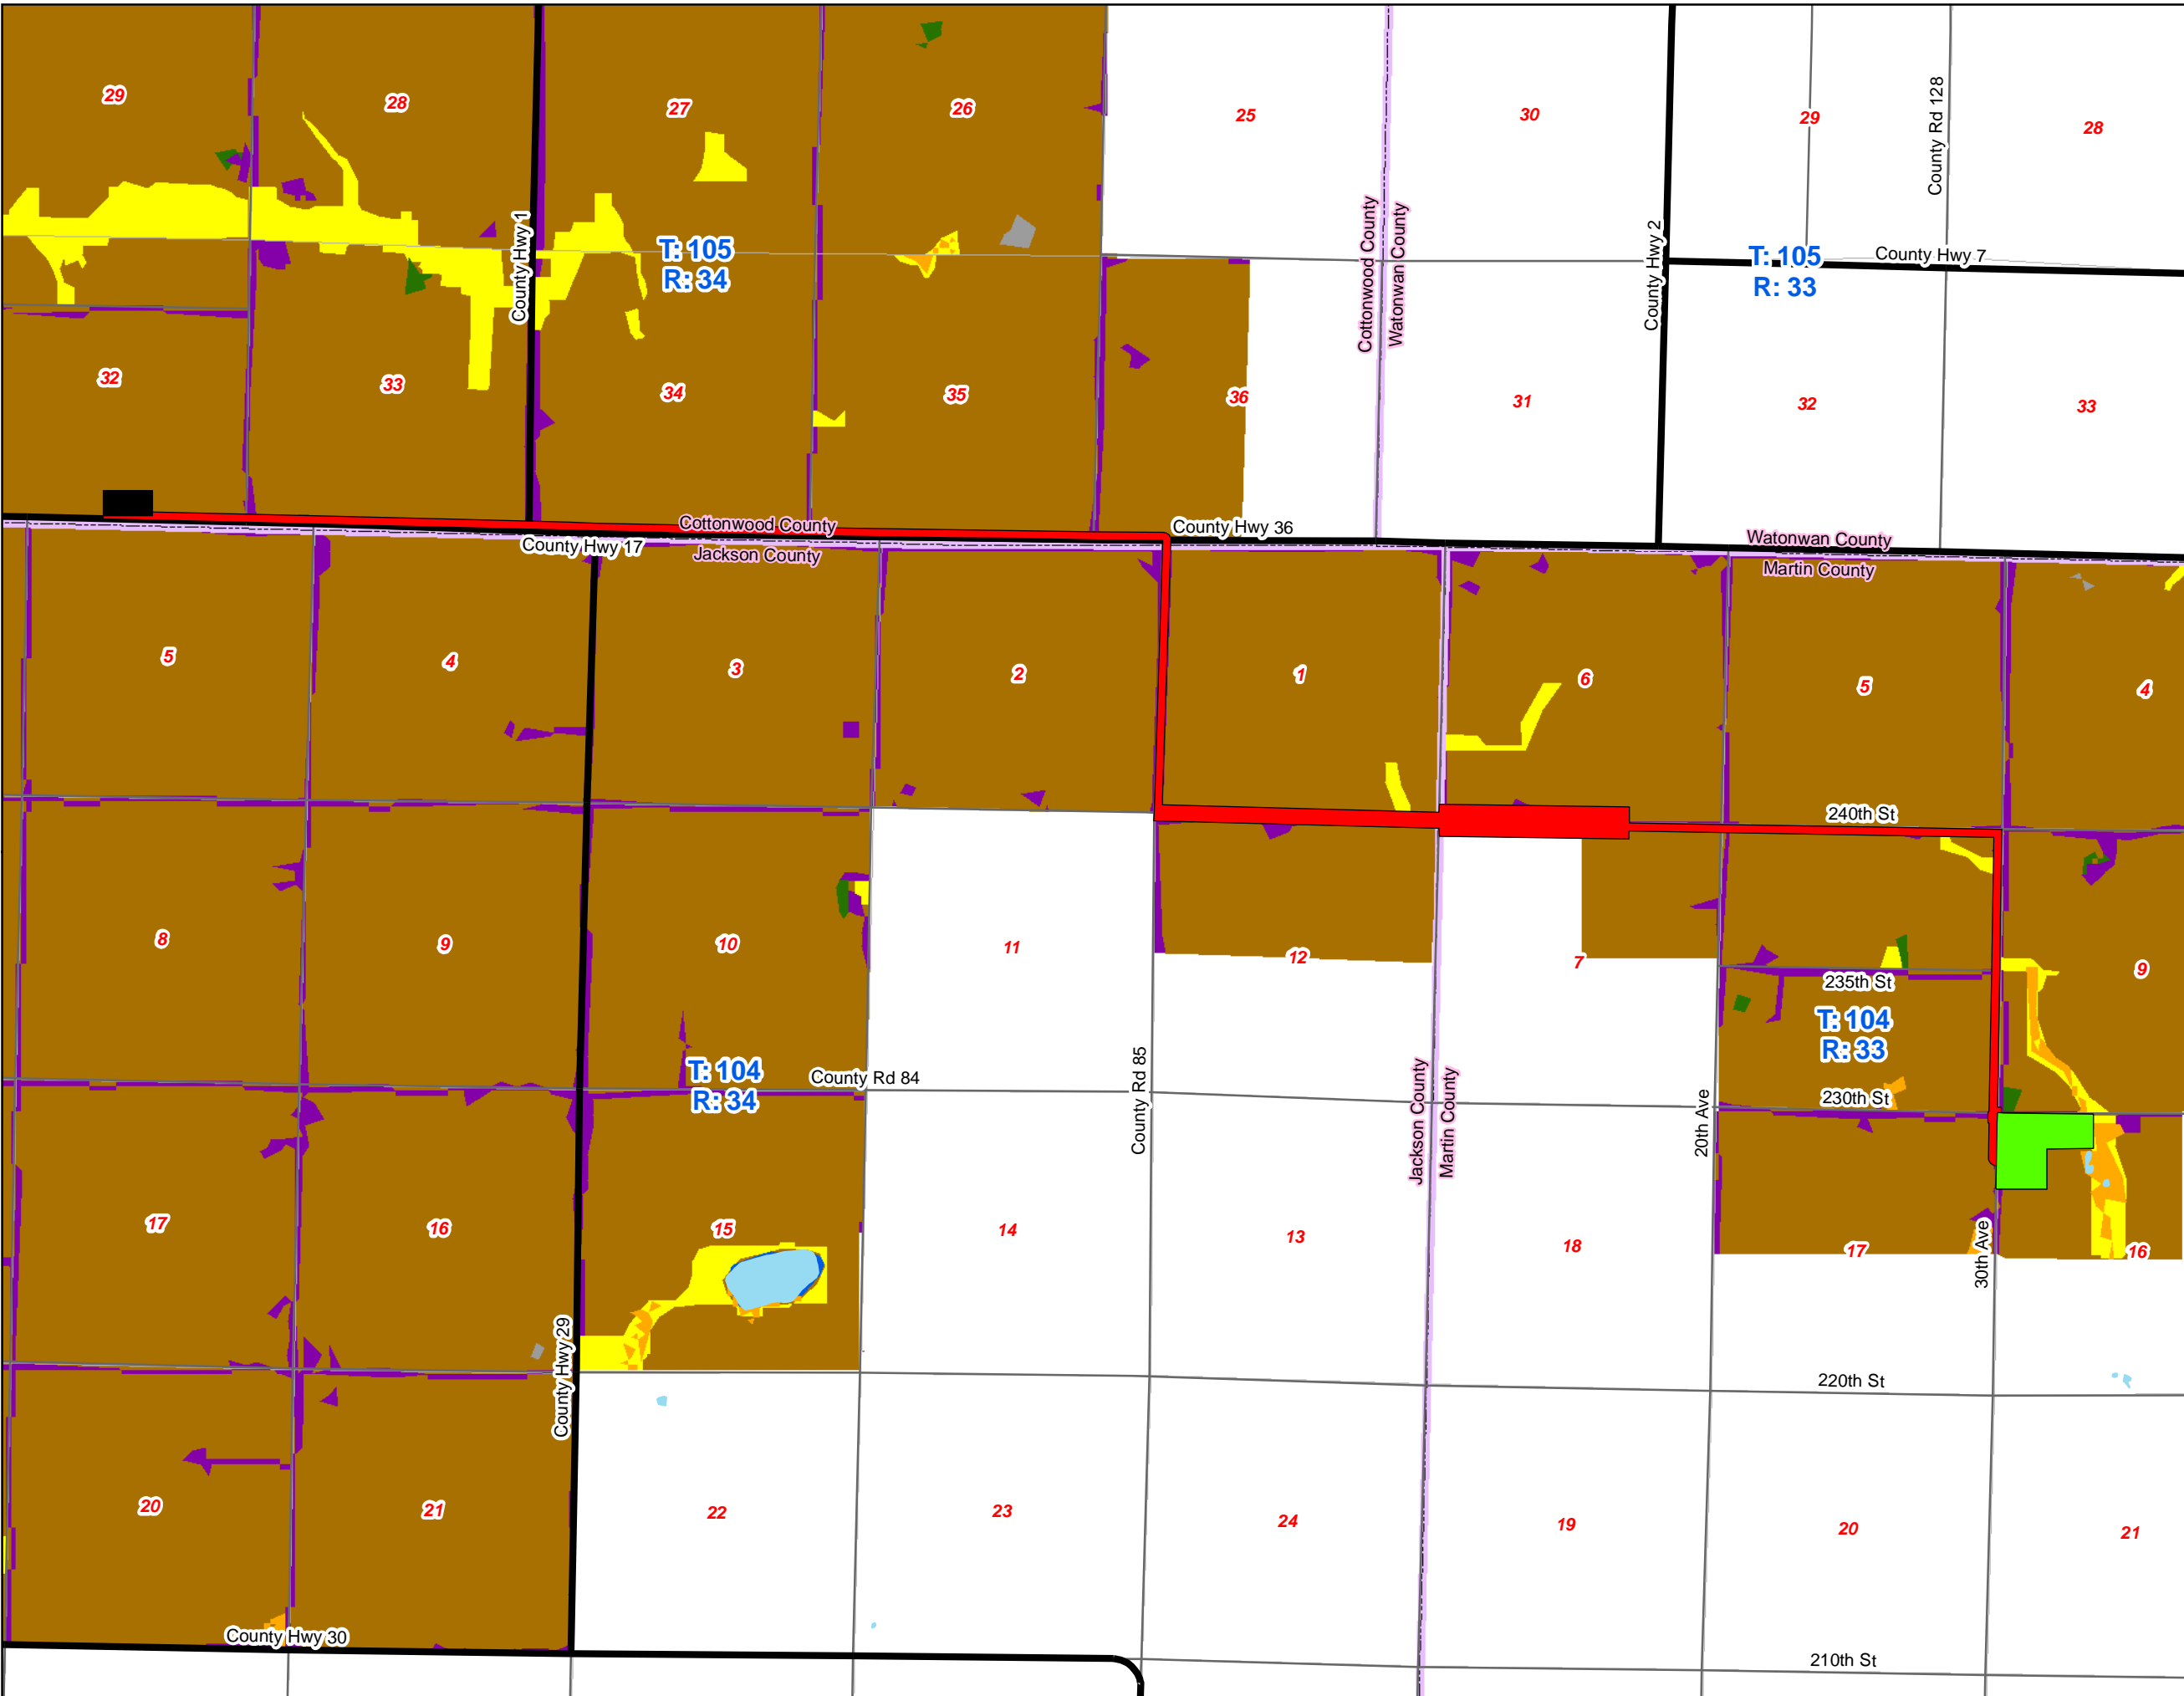 29
28
27
26
25
30
29
28
County Rd 128
Cottonwood County
Watonwan County
County Hwy 1
County Hwy 2
T: 105
R: 34
T: 105
R: 33
County Hwy 7
32
33
34
35
36
31
32
33
Cottonwood County
County Hwy 36
Watonwan County
County Hwy 17
Jackson County
Martin County
5
4
3
2
1
6
5
4
240th St
8
9
10
11
12
7
9
235th St
T: 104
R: 33
T: 104
R: 34
County Rd 84
County Rd 85
Jackson County
Martin County
20th Ave
230th St
17
16
15
14
13
18
17
16
30th Ave
County Hwy 29
220th St
20
21
22
23
24
19
20
21
County Hwy 30
210th St